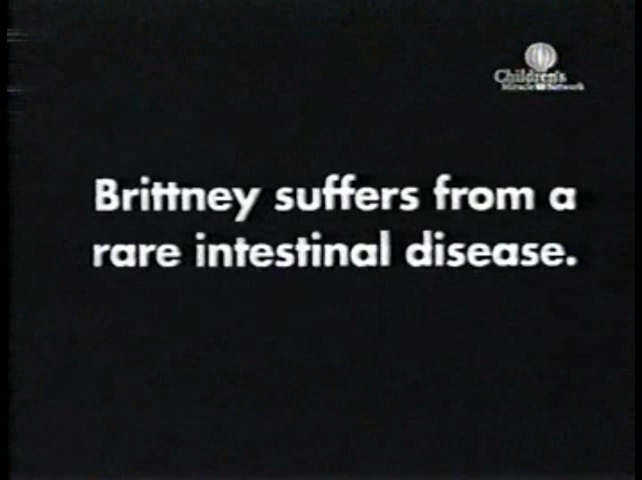 Children's
Miracle Network
Brittney suffers from a
rare intestinal disease.